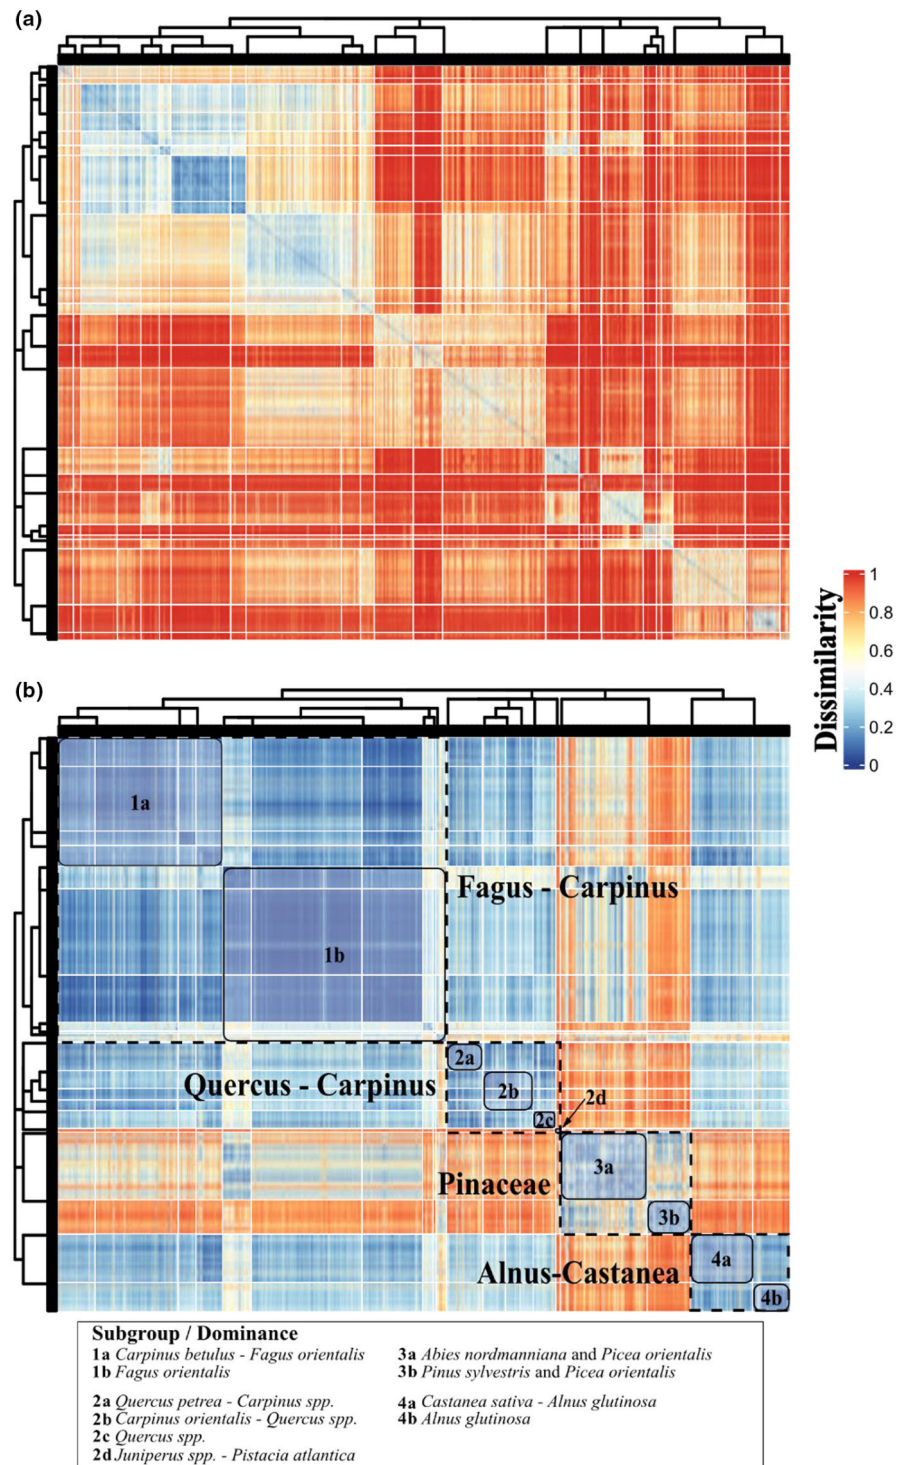 (a)
Dissimilarity
1
0.8
0.6
0.4
0.2
0
(b)
1a
Fagus - Carpinus
1b
2a
Quercus - Carpinus
2b
2d
2c
3a
Pinaceae
3b
4a
Alnus-Castanea
4b
Subgroup / Dominance
1a Carpinus betulus - Fagus orientalis
1b Fagus orientalis
2a Quercus petrea - Carpinus spp.
2b Carpinus orientalis - Quercus spp.
2c Quercus spp.
2d Juniperus spp. - Pistacia atlantica
3a Abies nordmanniana and Picea orientalis
3b Pinus sylvestris and Picea orientalis
4a Castanea sativa - Alnus glutinosa
4b Alnus glutinosa